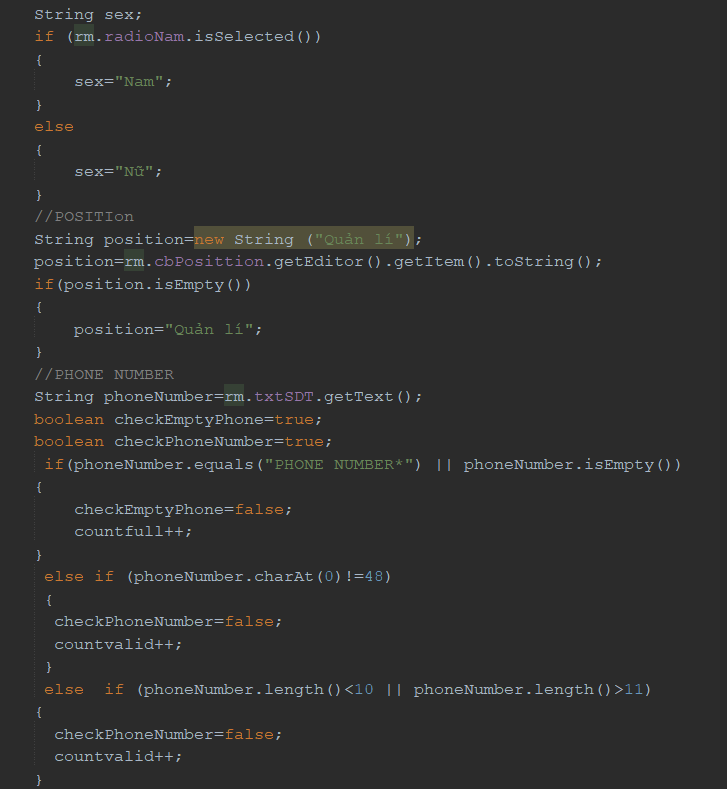 String sex;
if (rm.radioNam.isSelected())
{
sex="Nam";
}
else
{
sex="Nữ";
}
//POSITIon
String position=new String ("Quản lí");
position=rm.cbPosittion.getEditor().getItem().toString();
if(position.isEmpty())
{
position="Quản lí";
}
//PHONE NUMBER
String phoneNumber=rm.txtSDT.getText();
boolean checkEmptyPhone=true;
boolean checkPhoneNumber=true;
if(phoneNumber.equals("PHONE NUMBER*") || phoneNumber.isEmpty())
{
checkEmptyPhone=false;
countfull++;
}
else if (phoneNumber.charAt(0)!=48)
{
checkPhoneNumber=false;
countvalid++;
}
else  if (phoneNumber.length()<10 || phoneNumber.length()>11)
{
checkPhoneNumber=false;
countvalid++;
}